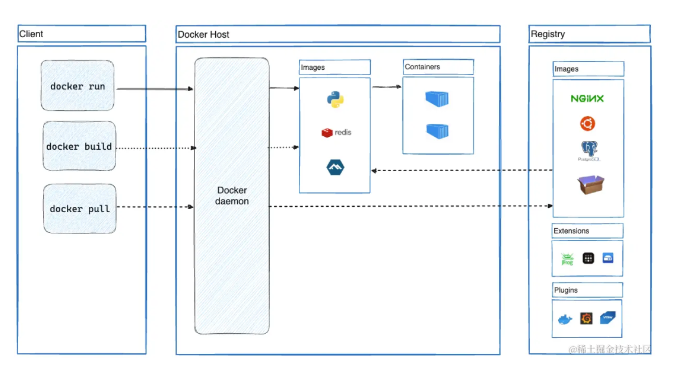 Client
Docker Host
Registry
docker run
docker build
docker pull
Docker
daemon
Images
redis
Containers
Images
NGINX
PostgreSQL
Extensions
Plugins
@稀土掘金技术社区